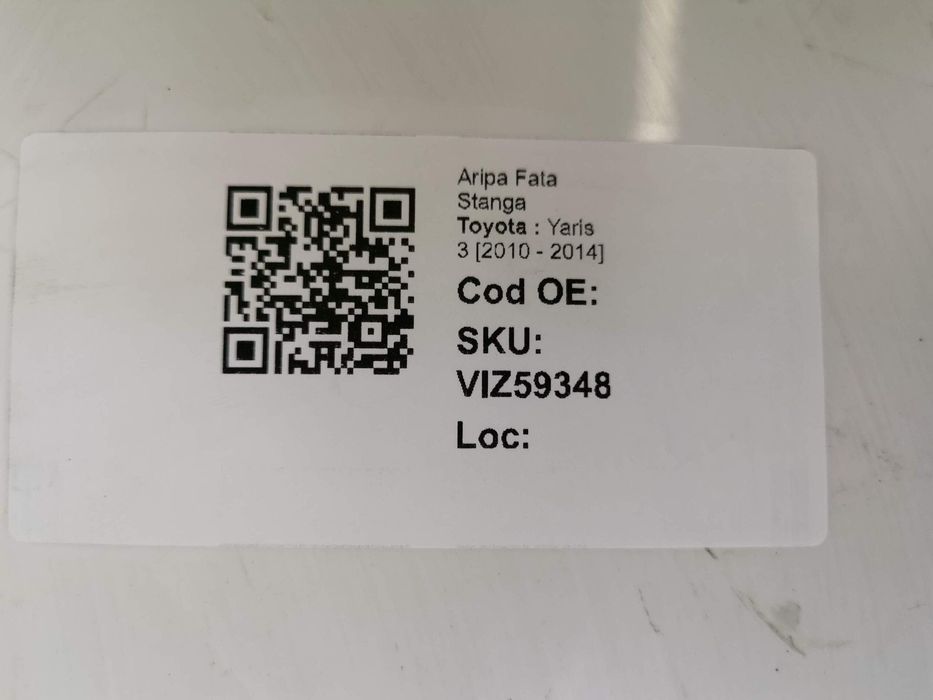 Aripa Fata
Stanga
Toyota : Yaris
3 [2010 - 2014]
Cod OE:
SKU:
VIZ59348
Loc: